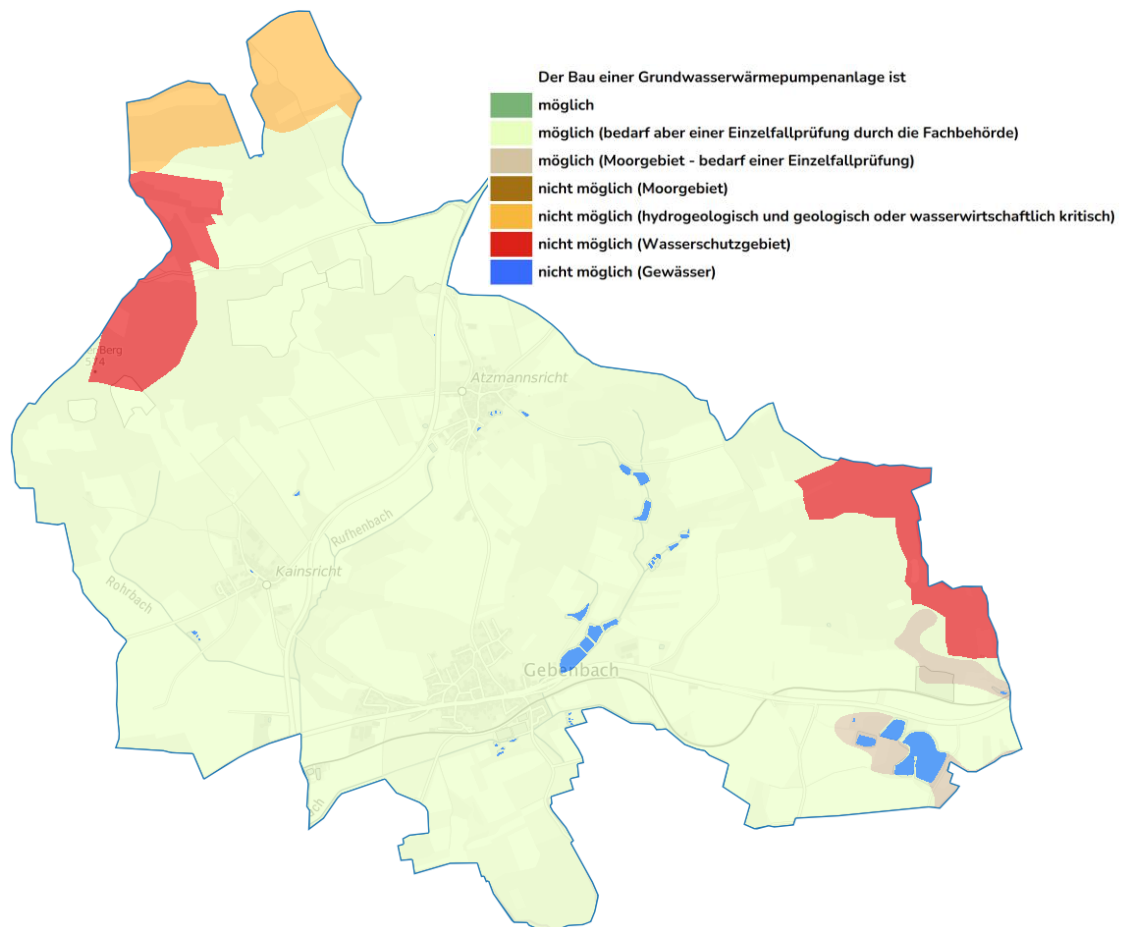 Der Bau einer Grundwasserwärmepumpenanlage ist
möglich
möglich (bedarf aber einer Einzelfallprüfung durch die Fachbehörde)
möglich (Moorgebiet - bedarf einer Einzelfallprüfung)
nicht möglich (Moorgebiet)
nicht möglich (hydrogeologisch und geologisch oder wasserwirtschaftlich kritisch)
nicht möglich (Wasserschutzgebiet)
nicht möglich (Gewässer)
Berg
Atzmannsricht
Rufhenbach
Kainsricht
Rohrbach
Gebenbach